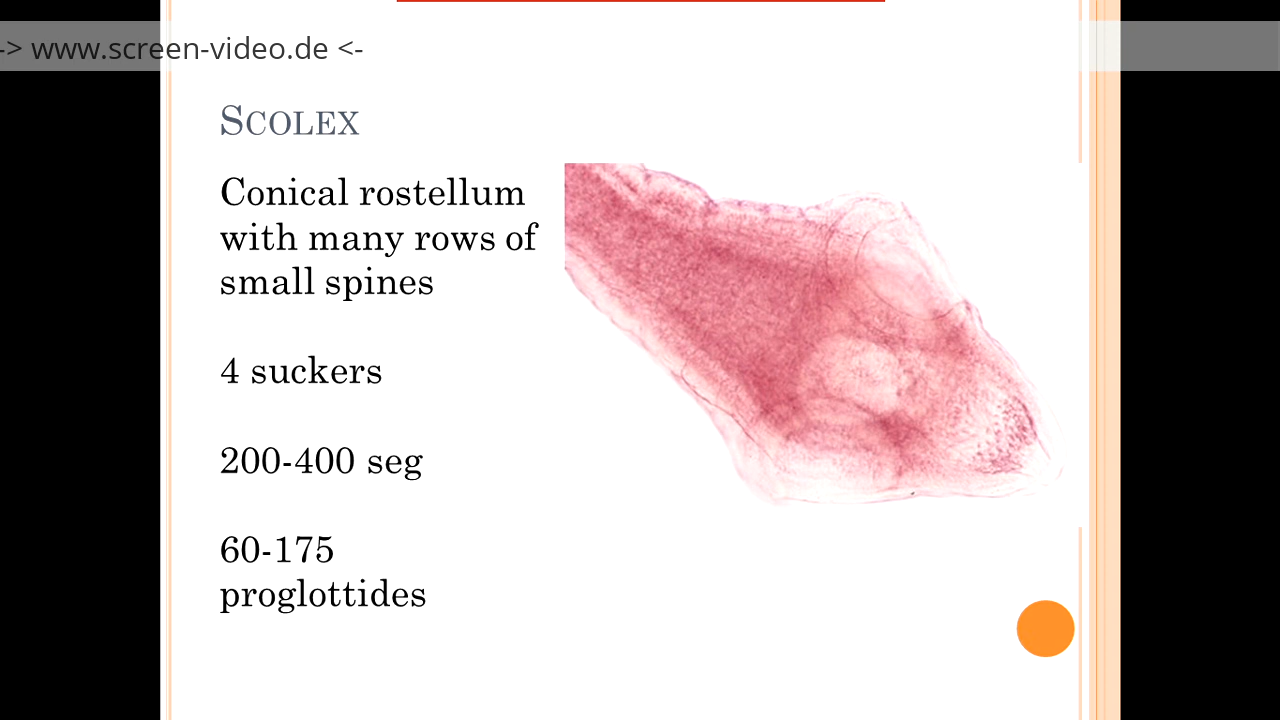 -> www.screen-video.de <-
Scolex
Conical rostellum
with many rows of
small spines
4 suckers
200-400 seg
60-175
proglottides